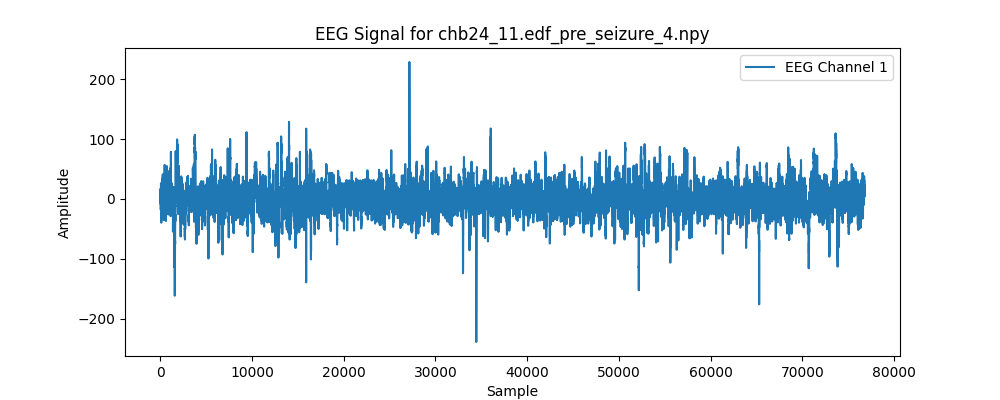 EEG Signal for chb24_11.edf_pre_seizure_4.npy
EEG Channel 1
200
100
0
−100
−200
Amplitude
0 10000 20000 30000 40000 50000 60000 70000 80000
Sample